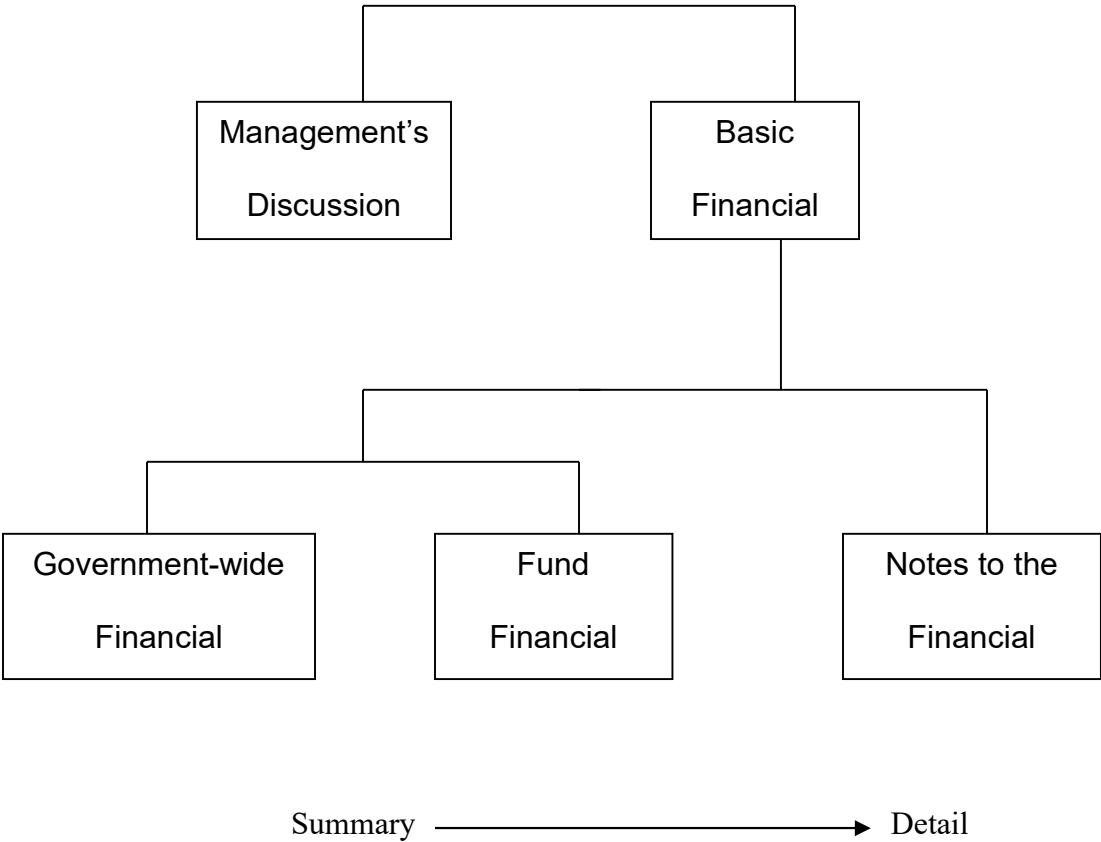 Management’s
Discussion
Basic
Financial
Government-wide
Financial
Fund
Financial
Notes to the
Financial
Summary
Detail